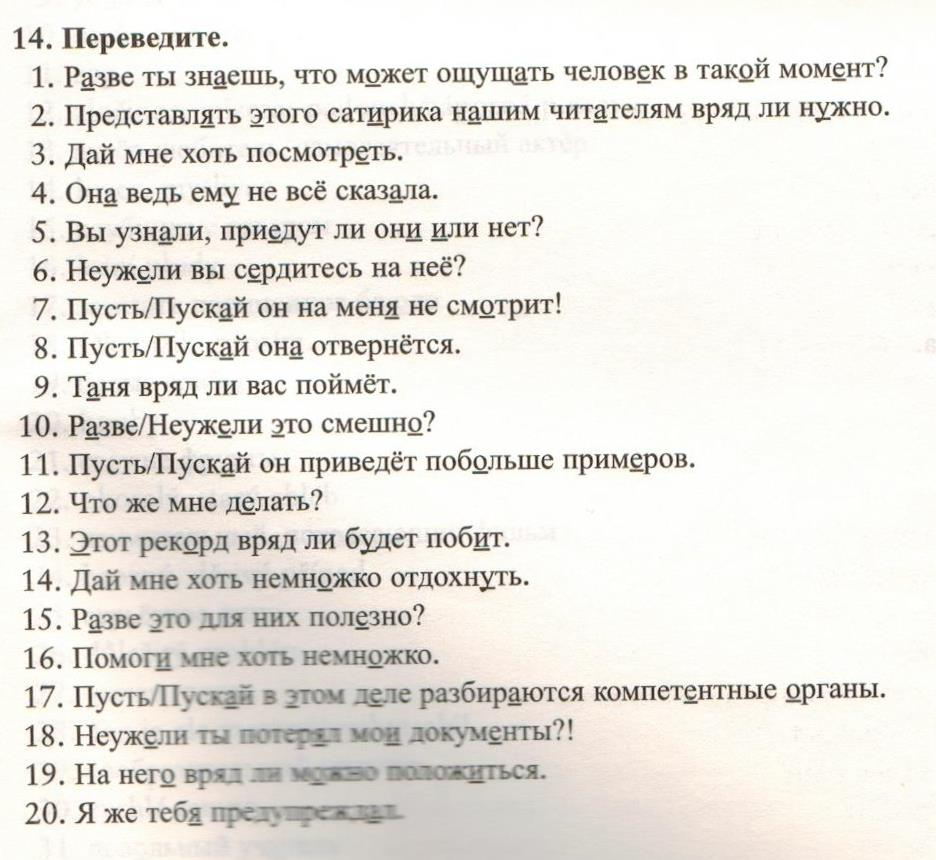 14. Переведите.
1. Разве ты знаешь, что может ощущать человек в такой момент?
2. Представлять этого сатирика нашим читателям вряд ли нужно.
3. Дай мне хоть посмотреть.
4. Она ведь ему не всё сказала.
5. Вы узнали, приедут ли они или нет?
6. Неужели вы сердитесь на неё?
7. Пусть/Пускай он на меня не смотрит!
8. Пусть/Пускай она отвернётся.
9. Таня вряд ли вас поймёт.
10. Разве/Неужели это смешно?
11. Пусть/Пускай он приведёт побольше примеров.
12. Что же мне делать?
13. Этот рекорд вряд ли будет побит.
14. Дай мне хоть немножко отдохнуть.
15. Разве это для них полезно?
16. Помоги мне хоть немножко.
17. Пусть/Пускай в этом деле разбираются компетентные органы.
18. Неужели ты потерял мои документы?!
19. На него вряд ли можно положиться.
20. Я же тебя предупреждал.